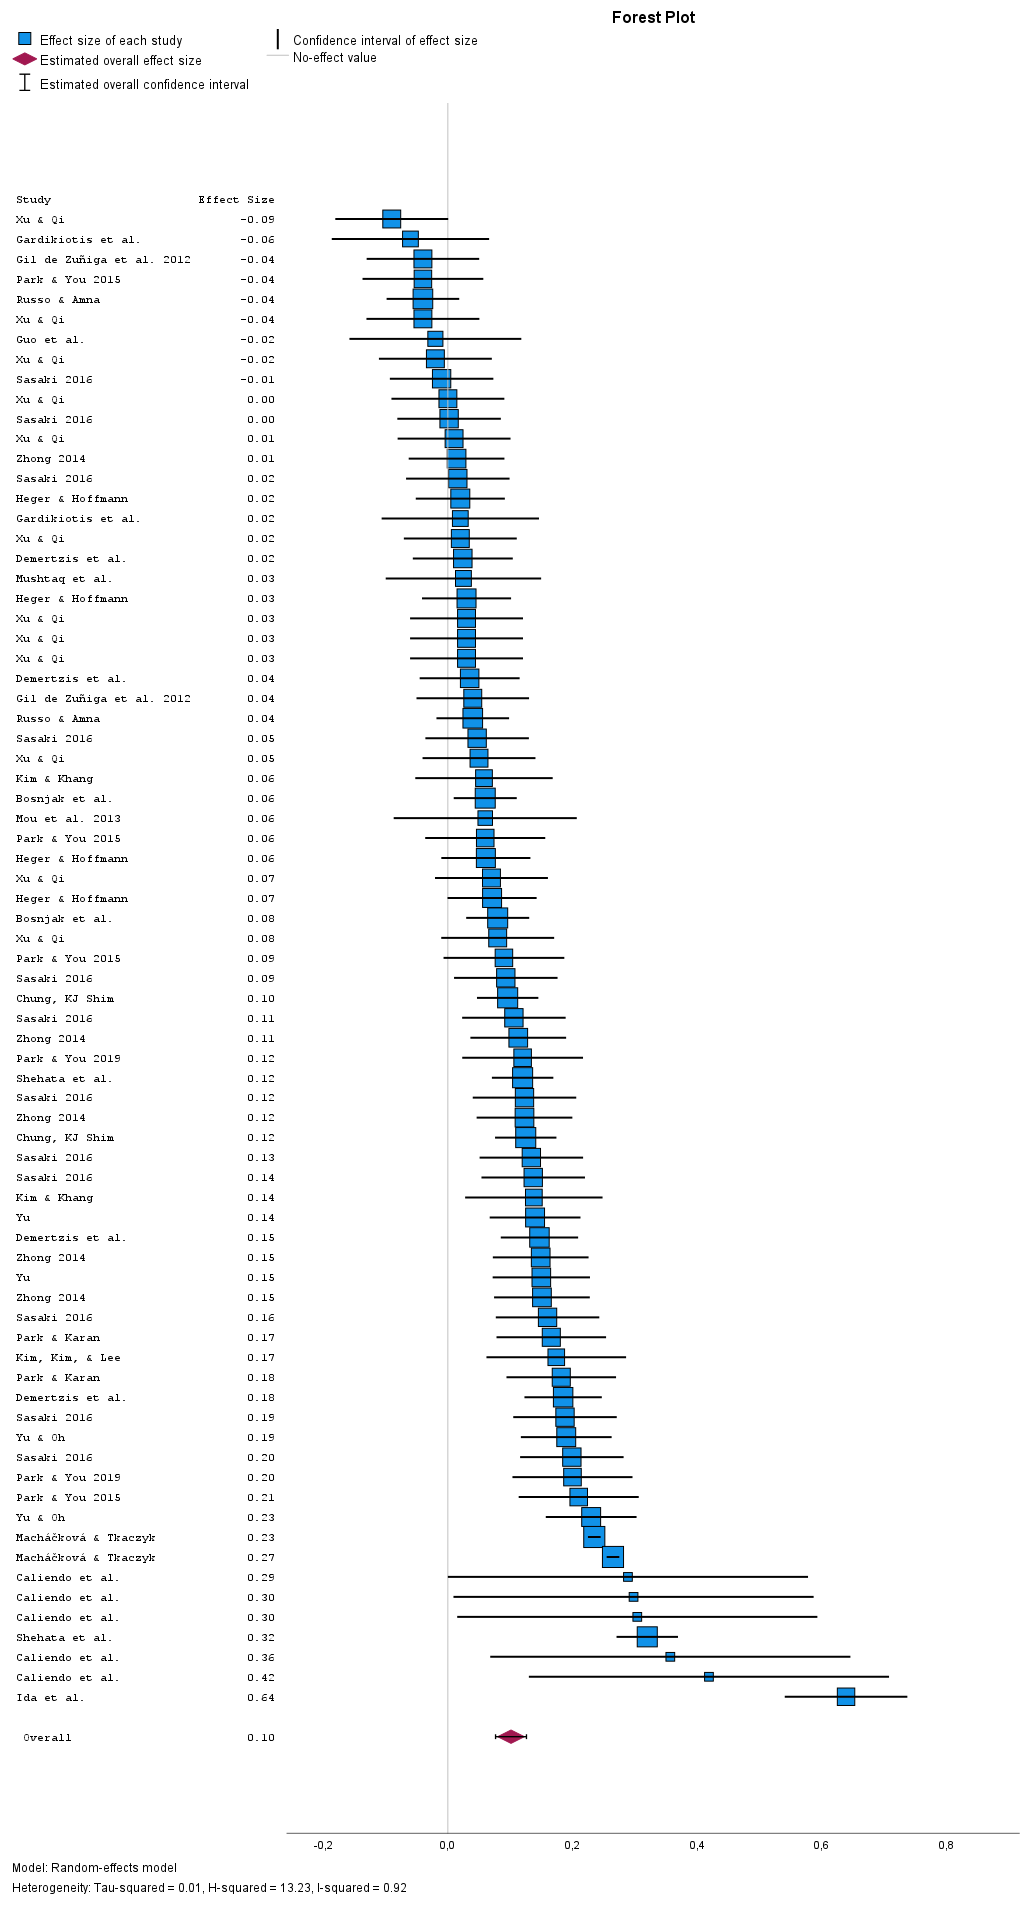 Forest Plot
Effect size of each study
Confidence interval of effect size
Estimated overall effect size
No-effect value
Estimated overall confidence interval
Study Effect Size
Xu & Qi -0.09
Gardikiotis et al. -0.06
Gil de Zuñiga et al. 2012 -0.04
Park & You 2015 -0.04
Russo & Amna -0.04
Xu & Qi -0.04
Guo et al. -0.02
Xu & Qi -0.02
Sasaki 2016 -0.01
Xu & Qi 0.00
Sasaki 2016 0.00
Xu & Qi 0.01
Zhong 2014 0.01
Sasaki 2016 0.02
Heger & Hoffmann 0.02
Gardikiotis et al. 0.02
Xu & Qi 0.02
Demertzis et al. 0.02
Mushtaq et al. 0.03
Heger & Hoffmann 0.03
Xu & Qi 0.03
Xu & Qi 0.03
Xu & Qi 0.03
Demertzis et al. 0.04
Gil de Zuñiga et al. 2012 0.04
Russo & Amna 0.04
Sasaki 2016 0.05
Xu & Qi 0.05
Kim & Khang 0.06
Bosnjak et al. 0.06
Mou et al. 2013 0.06
Park & You 2015 0.06
Heger & Hoffmann 0.06
Xu & Qi 0.07
Heger & Hoffmann 0.07
Bosnjak et al. 0.08
Xu & Qi 0.08
Park & You 2015 0.09
Sasaki 2016 0.09
Chung, KJ Shim 0.10
Sasaki 2016 0.11
Zhong 2014 0.11
Park & You 2019 0.12
Shehata et al. 0.12
Sasaki 2016 0.12
Zhong 2014 0.12
Chung, KJ Shim 0.12
Sasaki 2016 0.13
Sasaki 2016 0.14
Kim & Khang 0.14
Yu 0.14
Demertzis et al. 0.15
Zhong 2014 0.15
Yu 0.15
Zhong 2014 0.15
Sasaki 2016 0.16
Park & Karan 0.17
Kim, Kim, & Lee 0.17
Park & Karan 0.18
Demertzis et al. 0.18
Sasaki 2016 0.19
Yu & Oh 0.19
Sasaki 2016 0.20
Park & You 2019 0.20
Park & You 2015 0.21
Yu & Oh 0.23
Macháčková & Tkaczyk 0.23
Macháčková & Tkaczyk 0.27
Caliendo et al. 0.29
Caliendo et al. 0.30
Caliendo et al. 0.30
Shehata et al. 0.32
Caliendo et al. 0.36
Caliendo et al. 0.42
Ida et al. 0.64
Overall 0.10
-0,2 0,0 0,2 0,4 0,6 0,8
Model: Random-effects model
Heterogeneity: Tau-squared = 0.01, H-squared = 13.23, I-squared = 0.92